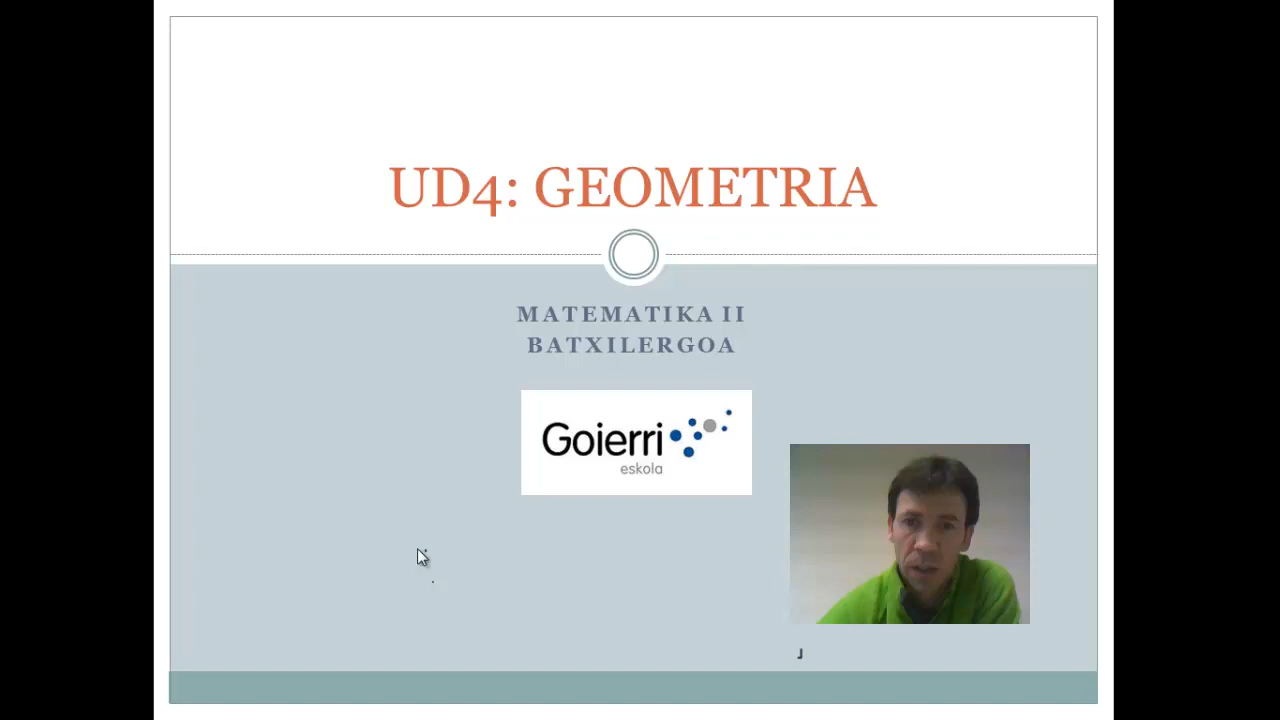 UD4: GEOMETRIA
MATEMATIKA II
BATXILERGOA
Goierri
eskola